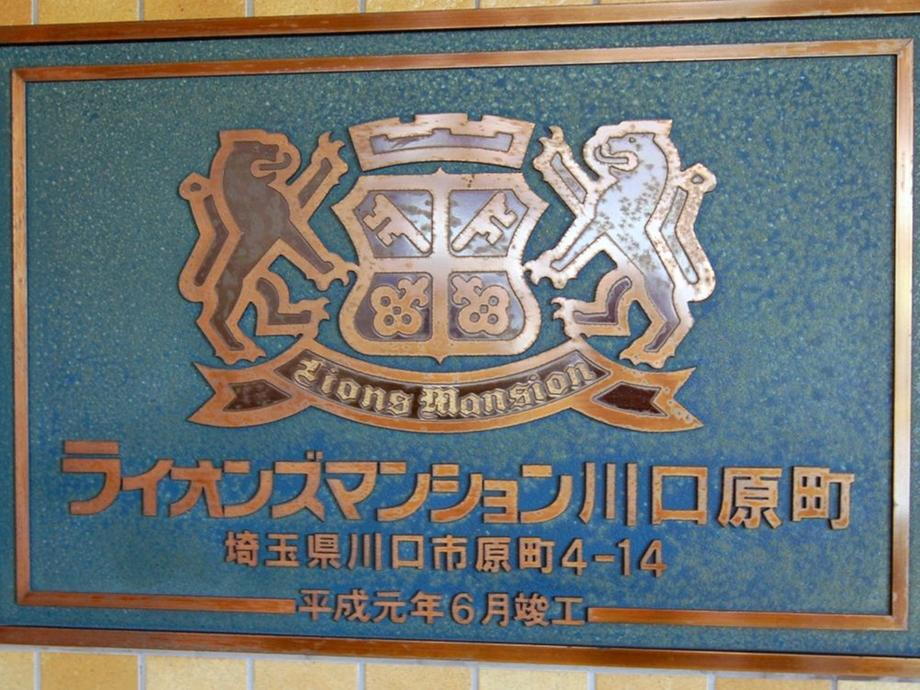 Lions Mansion
ライオンズマンション川口原町
埼玉県川口市原町4-14
平成元年6月竣工